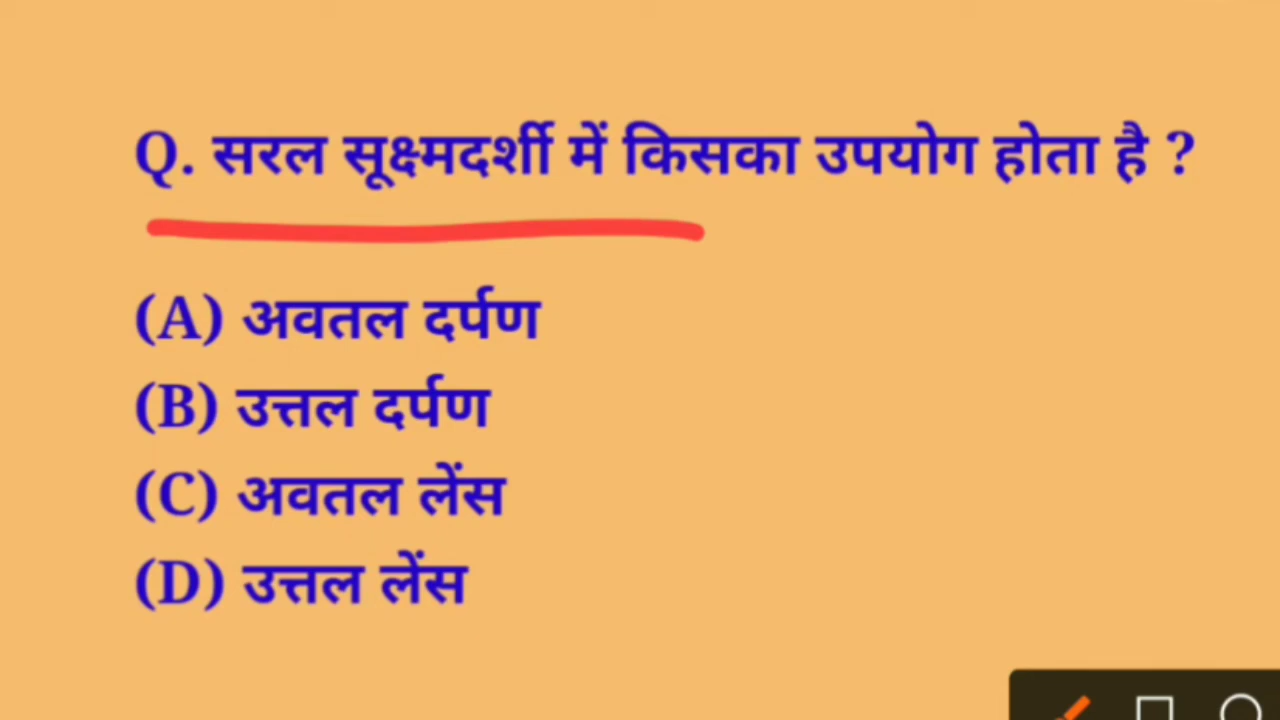 Q. सरल सूक्ष्मदर्शी में किसका उपयोग होता है ?
(A) अवतल दर्पण
(B) उत्तल दर्पण
(C) अवतल लेंस
(D) उत्तल लेंस